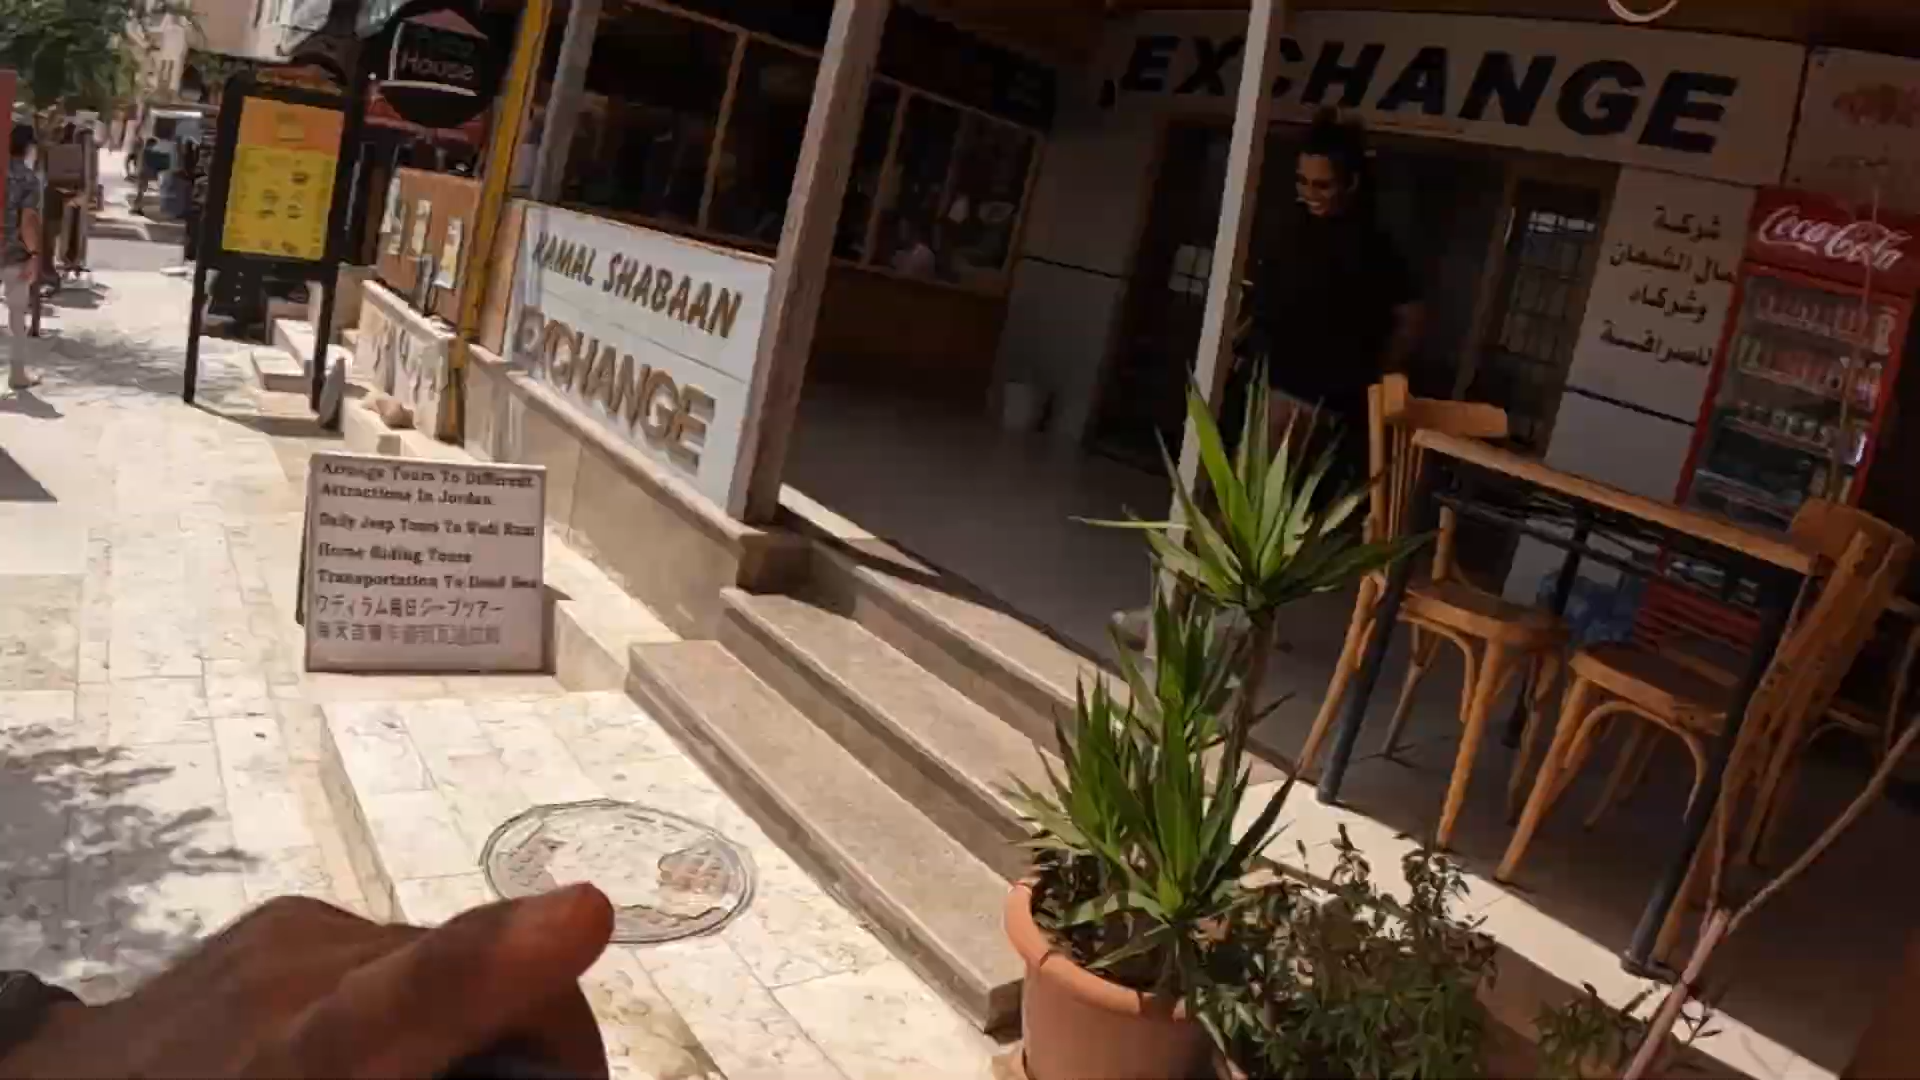 House
EXCHANGE
KAMAL SHABAAN
EXCHANGE
شركة
مال الشبعان
وشركاه
للصرافة
Coca-Cola
Arrange Tours To Different
Attractions In Jordan
Daily Jeep Tours To Wadi Rum
Horse Riding Tours
Transportation To Dead Sea
ワディラム毎日ジープツアー